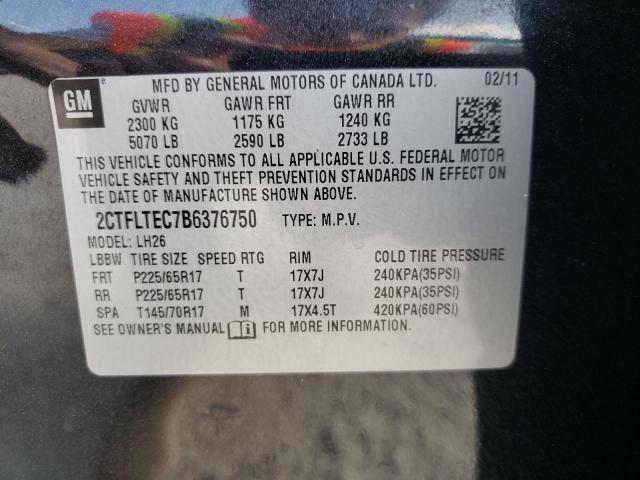 GM
MFD BY GENERAL MOTORS OF CANADA LTD. 02/11
GVWR GAWR FRT GAWR RR
2300 KG 1175 KG 1240 KG
5070 LB 2590 LB 2733 LB
THIS VEHICLE CONFORMS TO ALL APPLICABLE U.S. FEDERAL MOTOR
VEHICLE SAFETY AND THEFT PREVENTION STANDARDS IN EFFECT ON
THE DATE OF MANUFACTURE SHOWN ABOVE.
2CTFLTEC7B6376750 TYPE: M.P.V.
MODEL: LH26
LBBW TIRE SIZE SPEED RTG RIM COLD TIRE PRESSURE
FRT P225/65R17 T 17X7J 240KPA(35PSI)
RR P225/65R17 T 17X7J 240KPA(35PSI)
SPA T145/70R17 M 17X4.5T 420KPA(60PSI)
SEE OWNER'S MANUAL FOR MORE INFORMATION.